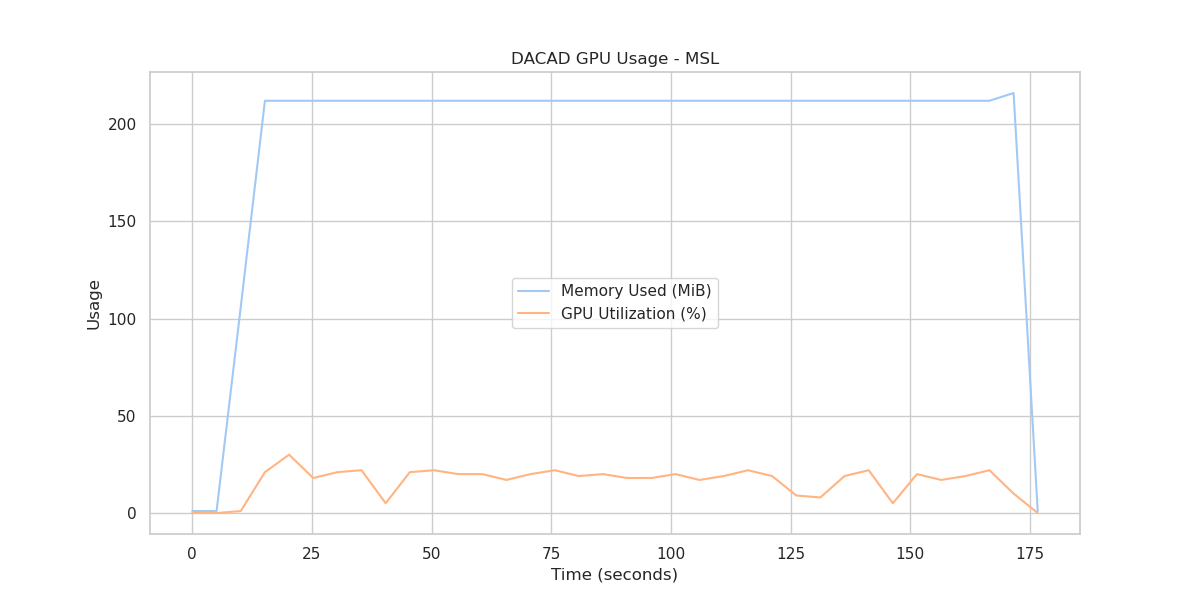 DACAD GPU Usage - MSL
200
150
100
50
0
Usage
Memory Used (MiB)
GPU Utilization (%)
0 25 50 75 100 125 150 175
Time (seconds)